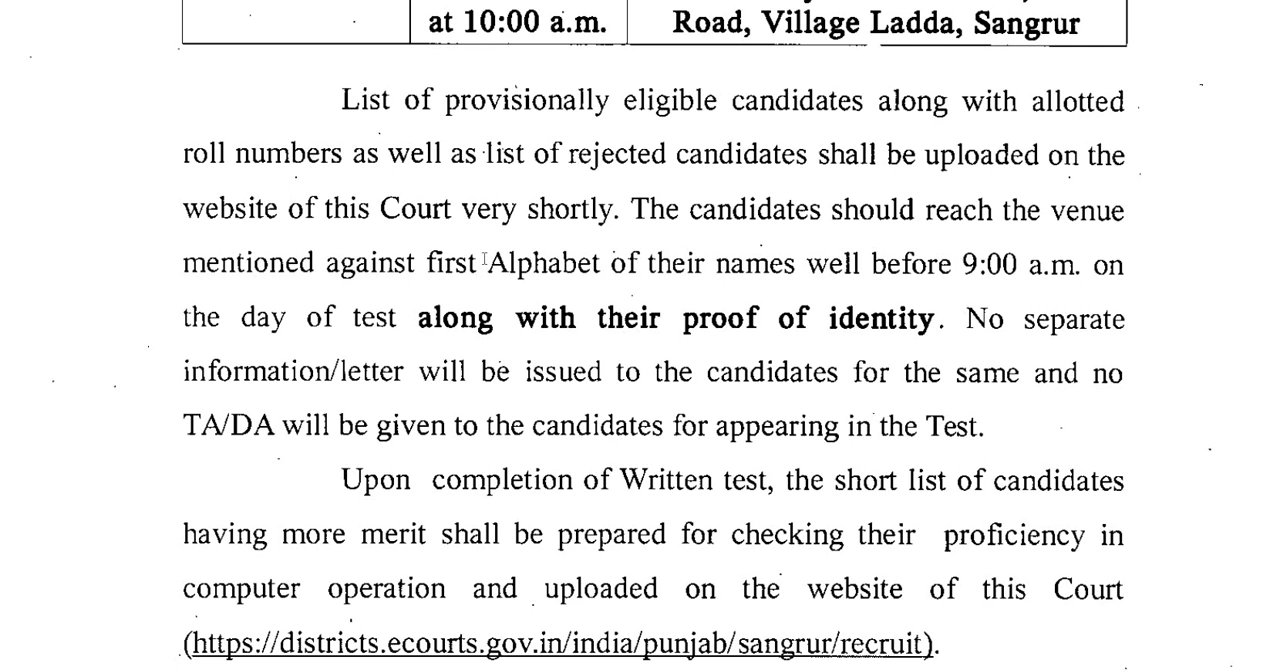 at 10:00 a.m.
Road, Village Ladda, Sangrur
List of provisionally eligible candidates along with allotted
roll numbers as well as list of rejected candidates shall be uploaded on the
website of this Court very shortly. The candidates should reach the venue
mentioned against first Alphabet of their names well before 9:00 a.m. on
the day of test along with their proof of identity. No separate
information/letter will be issued to the candidates for the same and no
TA/DA will be given to the candidates for appearing in the Test.
Upon completion of Written test, the short list of candidates
having more merit shall be prepared for checking their proficiency in
computer operation and uploaded on the website of this Court
(https://districts.ecourts.gov.in/india/punjab/sangrur/recruit).